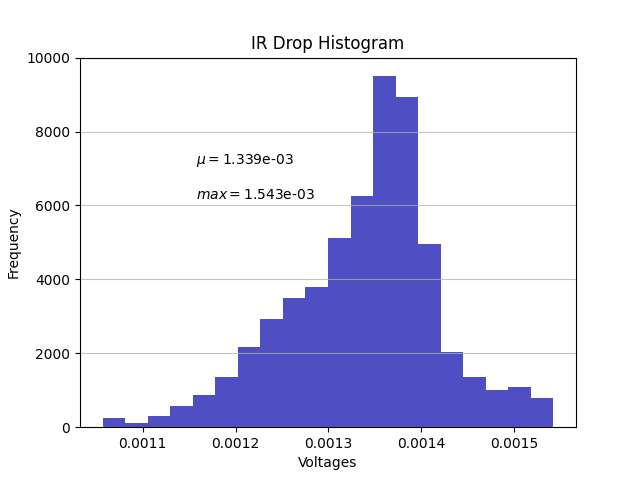 IR Drop Histogram
10000
8000
6000
4000
2000
0
Frequency
μ = 1.339e-03
max = 1.543e-03
0.0011 0.0012 0.0013 0.0014 0.0015
Voltages